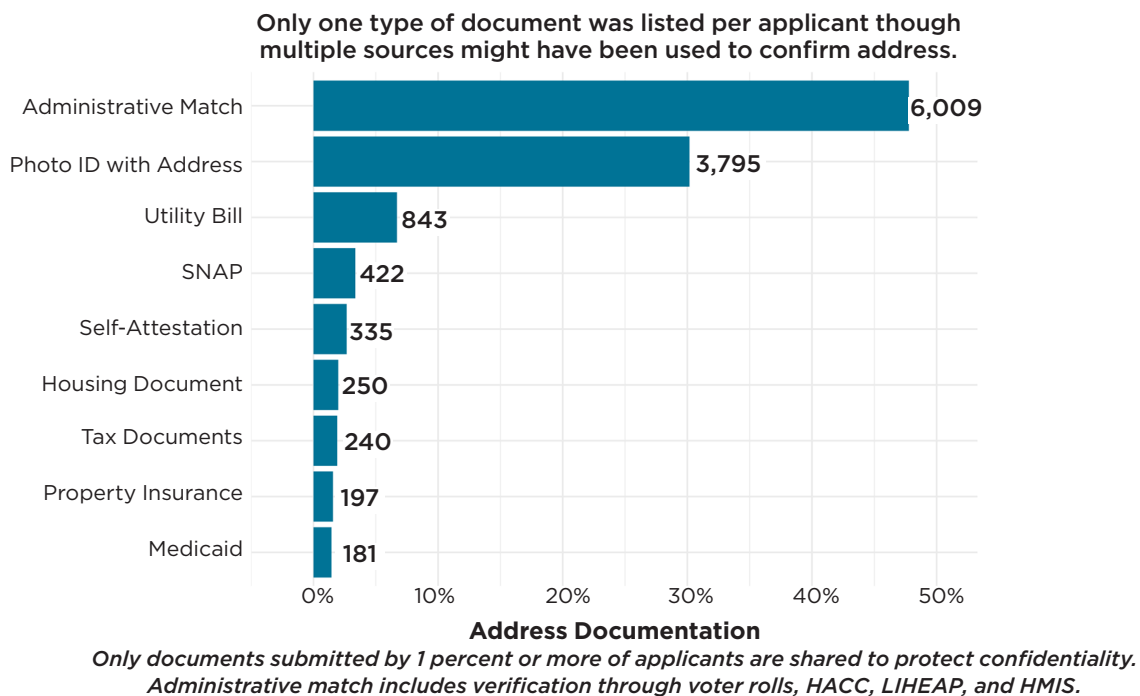 Only one type of document was listed per applicant though
multiple sources might have been used to confirm address.
Administrative Match 6,009
Photo ID with Address 3,795
Utility Bill 843
SNAP 422
Self-Attestation 335
Housing Document 250
Tax Documents 240
Property Insurance 197
Medicaid 181
0% 10% 20% 30% 40% 50%
Address Documentation
Only documents submitted by 1 percent or more of applicants are shared to protect confidentiality.
Administrative match includes verification through voter rolls, HACC, LIHEAP, and HMIS.